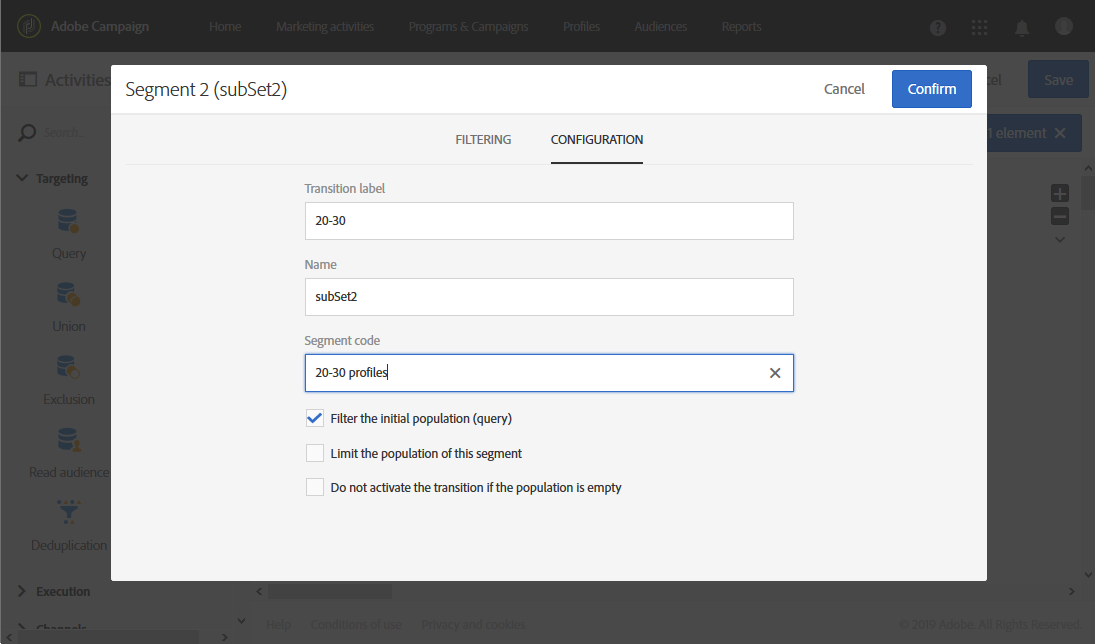 Adobe Campaign
Home
Marketing activities
Programs & Campaigns
Profiles
Audiences
Reports
Activities
Save
Search...
1 element
Segment 2 (subSet2)
Cancel
Confirm
FILTERING
CONFIGURATION
Transition label
20-30
Name
subSet2
Segment code
20-30 profiles
Filter the initial population (query)
Limit the population of this segment
Do not activate the transition if the population is empty
Targeting
Query
Union
Exclusion
Read audience
Deduplication
Execution
Channels
Help
Conditions of use
Privacy and cookies
© 2019 Adobe. All Rights Reserved.